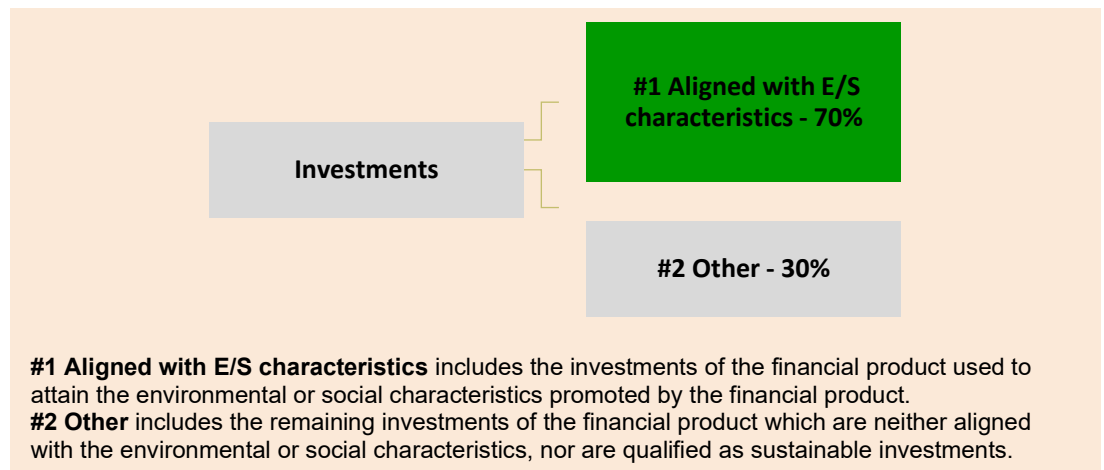 #1 Aligned with E/S
characteristics - 70%
Investments
#2 Other - 30%
#1 Aligned with E/S characteristics includes the investments of the financial product used to
attain the environmental or social characteristics promoted by the financial product.
#2 Other includes the remaining investments of the financial product which are neither aligned
with the environmental or social characteristics, nor are qualified as sustainable investments.